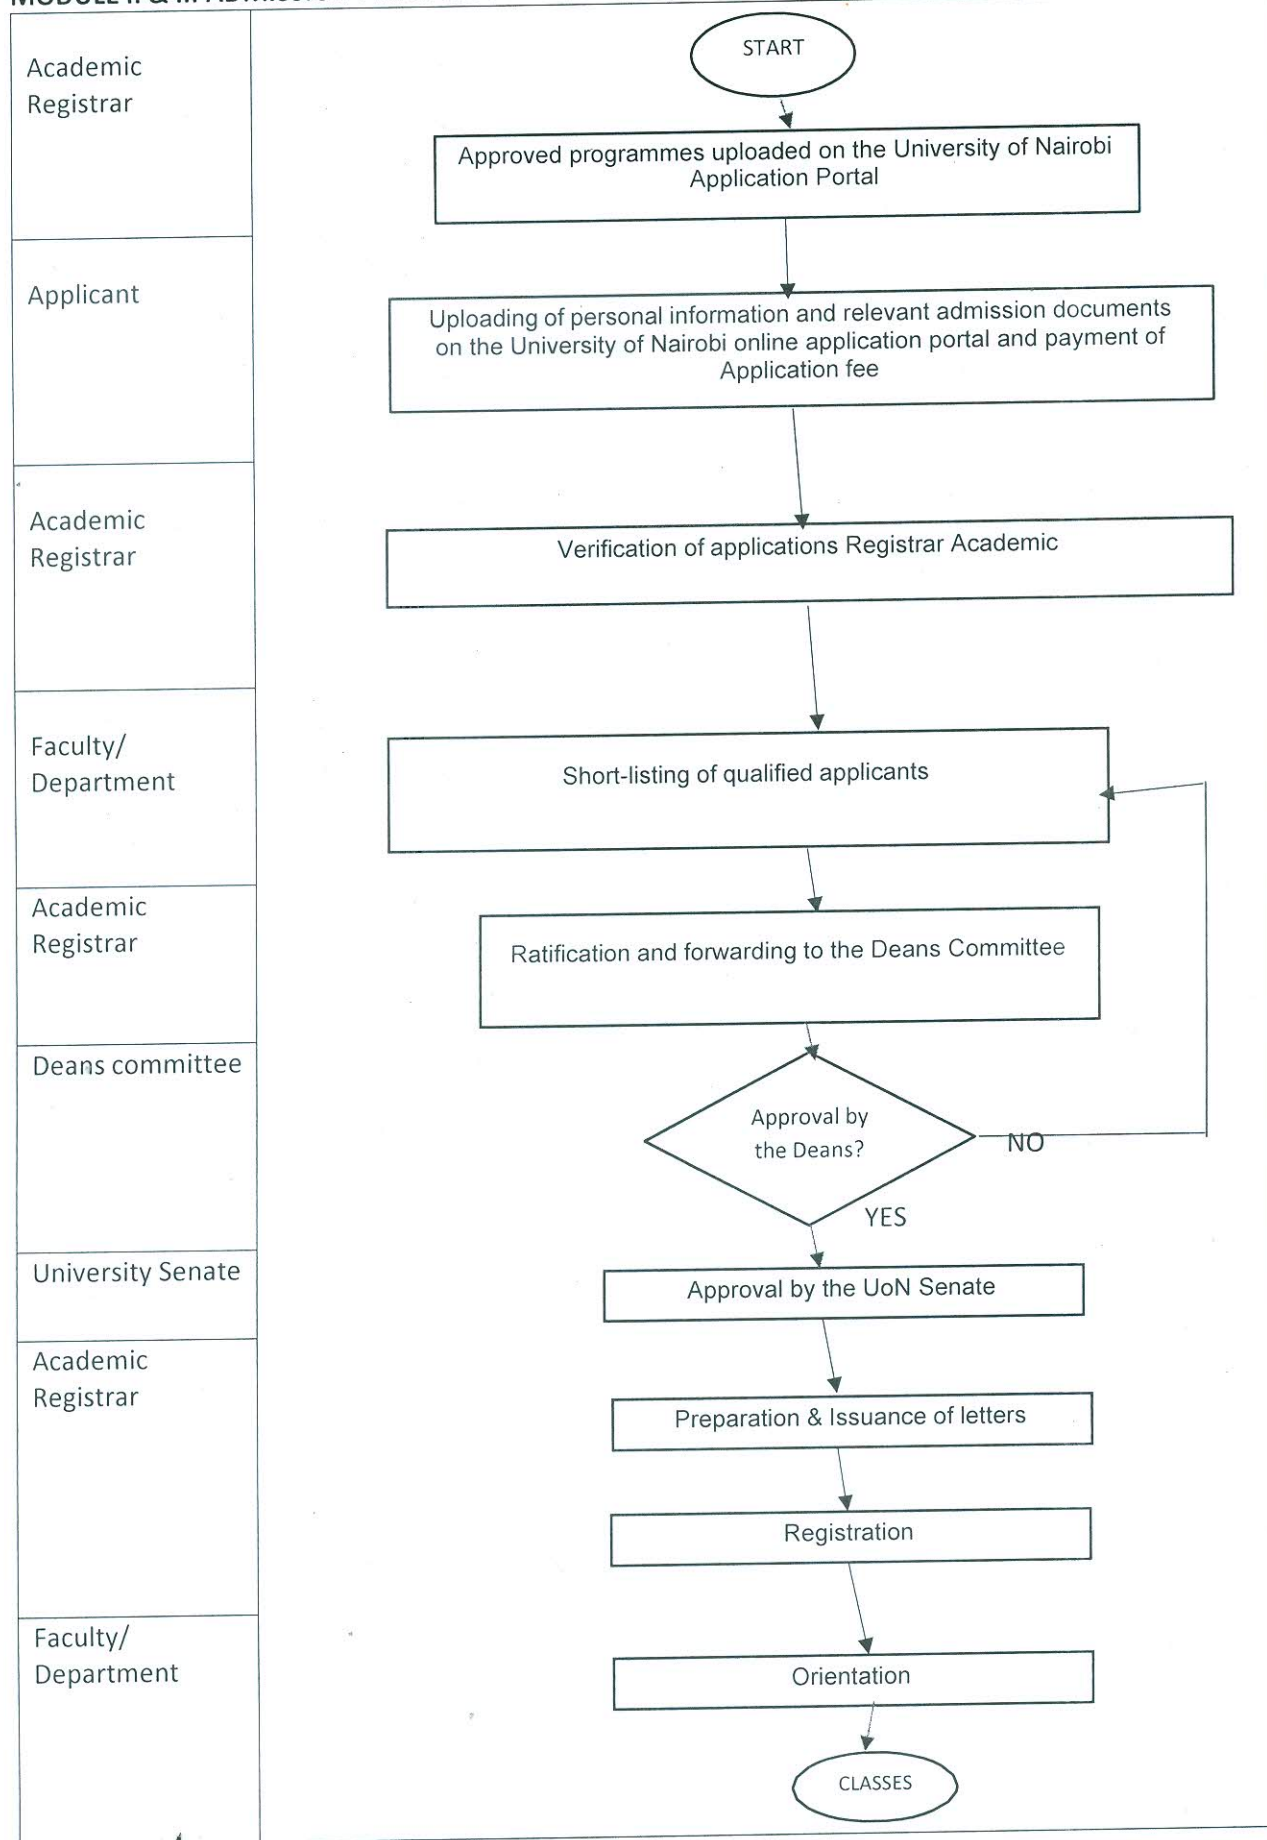 MODULE II & III
START
Academic
Registrar
Approved programmes uploaded on the University of Nairobi
Application Portal
Applicant
Uploading of personal information and relevant admission documents
on the University of Nairobi online application portal and payment of
Application fee
Academic
Registrar
Verification of applications Registrar Academic
Faculty/
Department
Short-listing of qualified applicants
Academic
Registrar
Ratification and forwarding to the Deans Committee
Deans committee
Approval by
the Deans?
NO
YES
University Senate
Approval by the UoN Senate
Academic
Registrar
Preparation & Issuance of letters
Registration
Faculty/
Department
Orientation
CLASSES